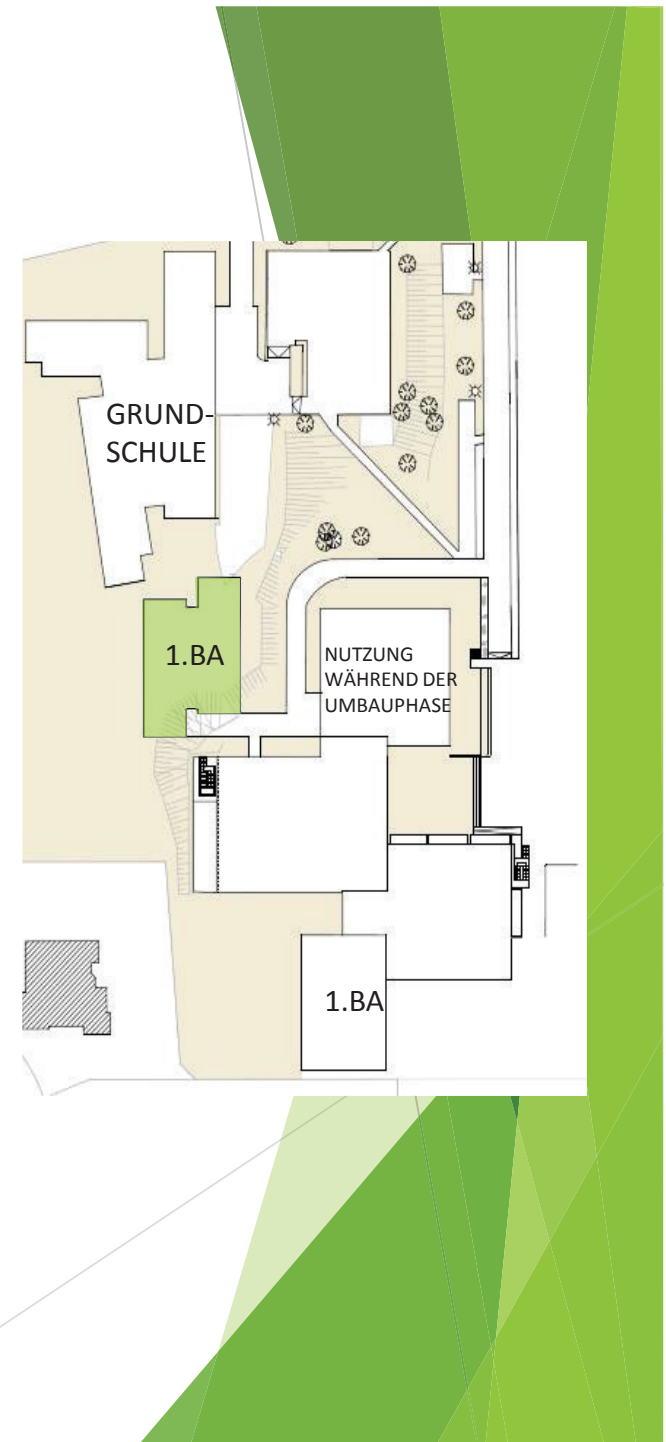 GRUND-
SCHULE
1.BA
NUTZUNG
WÄHREND DER
UMBAUPHASE
1.BA